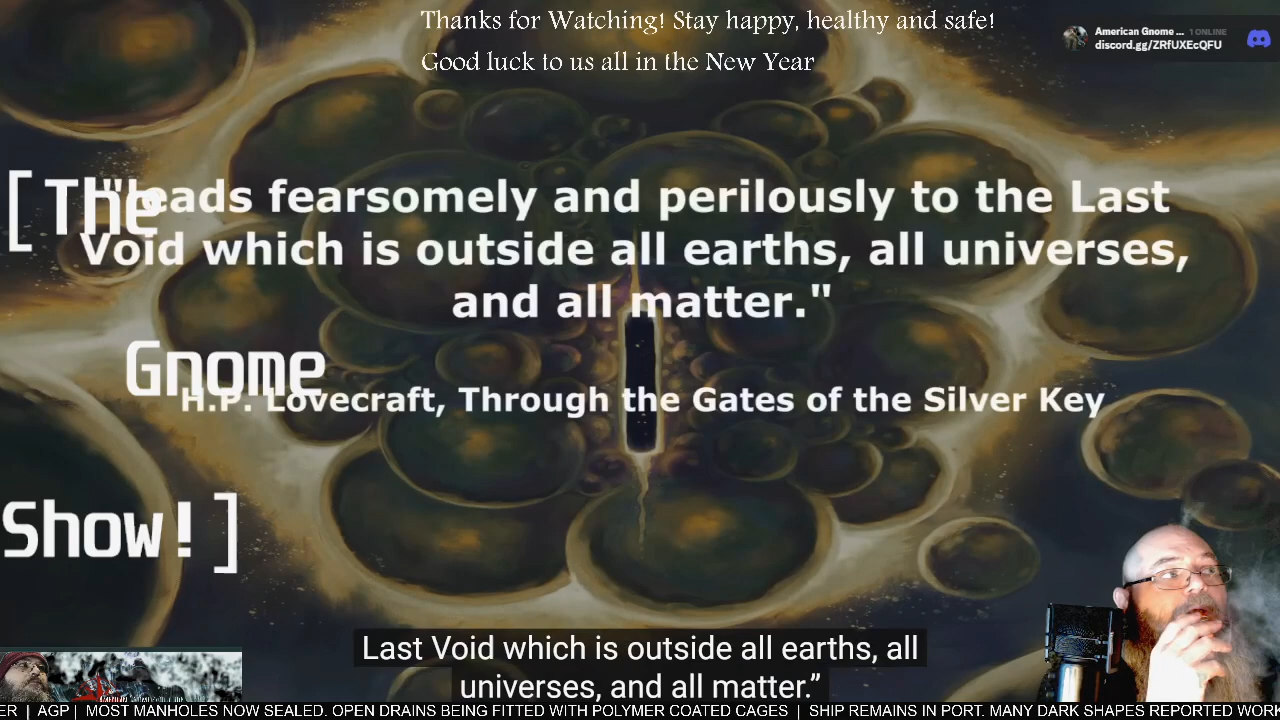 Thanks for Watching! Stay happy, healthy and safe!
Good luck to us all in the New Year
American Gnome ... 1 ONLINE
discord.gg/ZRfUXEcQFU
[The
"leads fearsomely and perilously to the Last
Void which is outside all earths, all universes,
and all matter."
Gnome
H.P. Lovecraft, Through the Gates of the Silver Key
Show!]
Last Void which is outside all earths, all
universes, and all matter.”
ER | AGP | MOST MANHOLES NOW SEALED. OPEN DRAINS BEING FITTED WITH POLYMER COATED CAGES | SHIP REMAINS IN PORT. MANY DARK SHAPES REPORTED WORK